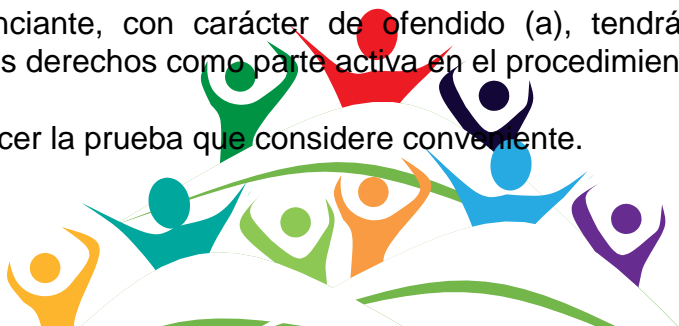 nciante, con carácter de ofendido (a), tendrá
s derechos como parte activa en el procedimien
cer la prueba que considere conveniente.